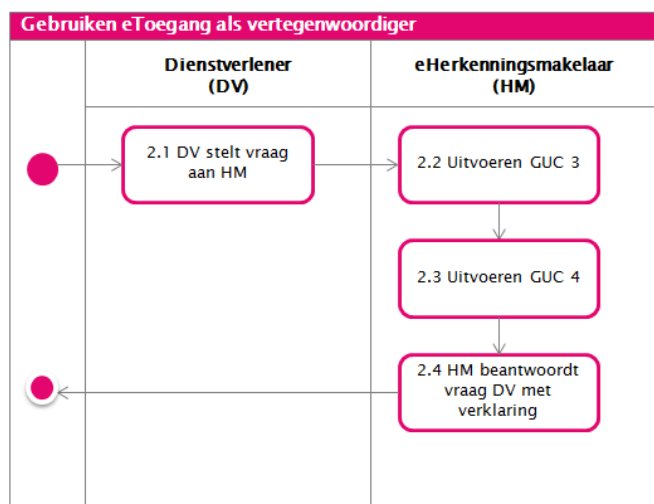 Gebruiken eToegang als vertegenwoordiger
Dienstverlener
(DV)
eHerkenningsmakelaar
(HM)
2.1 DV stelt vraag
aan HM
2.2 Uitvoeren GUC 3
2.3 Uitvoeren GUC 4
2.4 HM beantwoordt
vraag DV met
verklaring